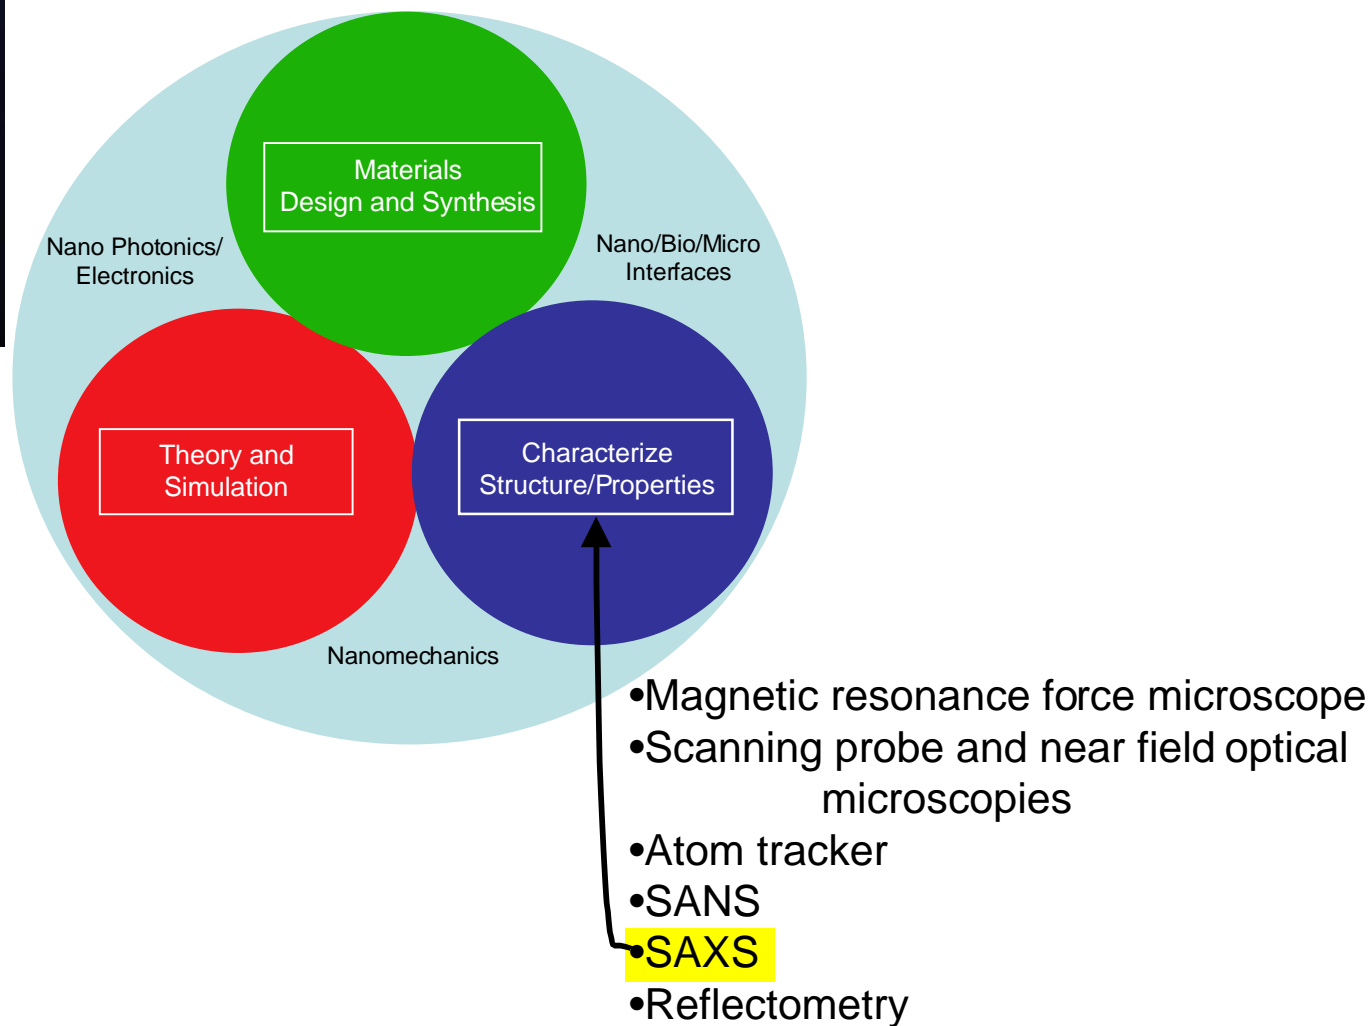 Materials
Design and Synthesis
Nano Photonics/
Electronics
Nano/Bio/Micro
Interfaces
Theory and
Simulation
Characterize
Structure/Properties
Nanomechanics
•Magnetic resonance force microscope
•Scanning probe and near field optical
microscopies
•Atom tracker
•SANS
•SAXS
•Reflectometry